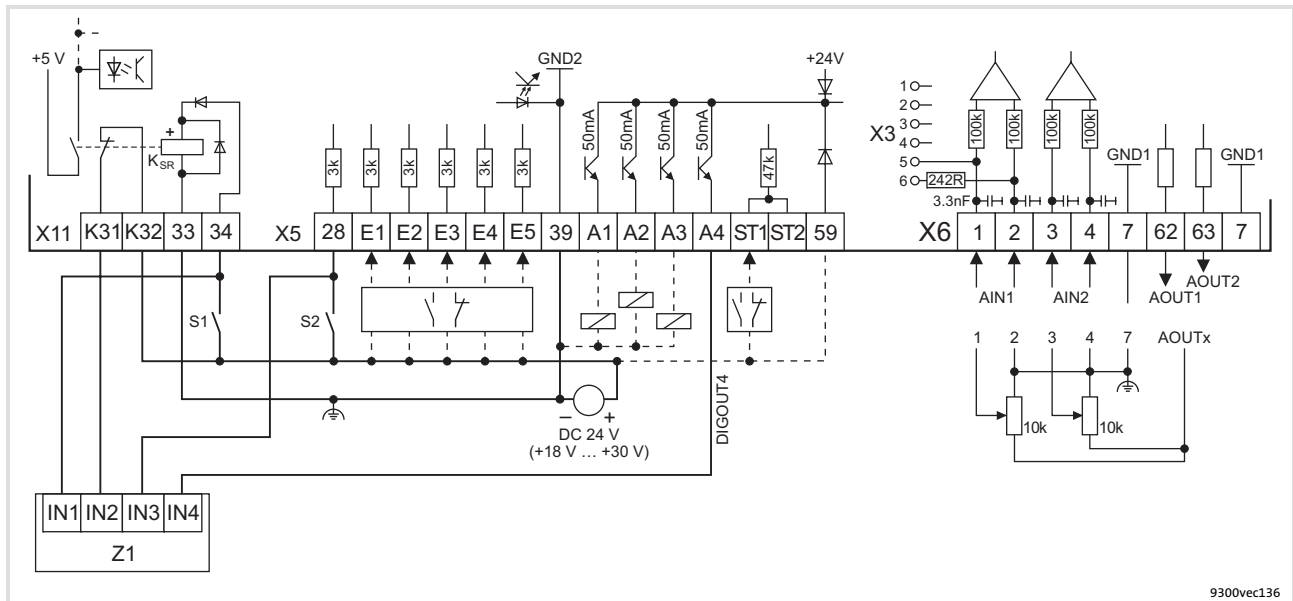 +5 V
+
KSR
3k
3k
3k
3k
3k
3k
GND2
50mA
50mA
50mA
50mA
47k
+24V
X3
1
2
3
4
5
6
242R
100k
100k
100k
100k
3.3nF
GND1
GND1
X11 K31 K32 33 34
X5 28 E1 E2 E3 E4 E5 39 A1 A2 A3 A4 ST1 ST2 59
X6 1 2 3 4 7 62 63 7
AIN1
AIN2
AOUT1
AOUT2
S1
S2
1 2 3 4 7 AOUTx
10k
10k
DIGOUT4
− +
DC 24 V
(+18 V ... +30 V)
IN1 IN2 IN3 IN4
Z1
9300vec136